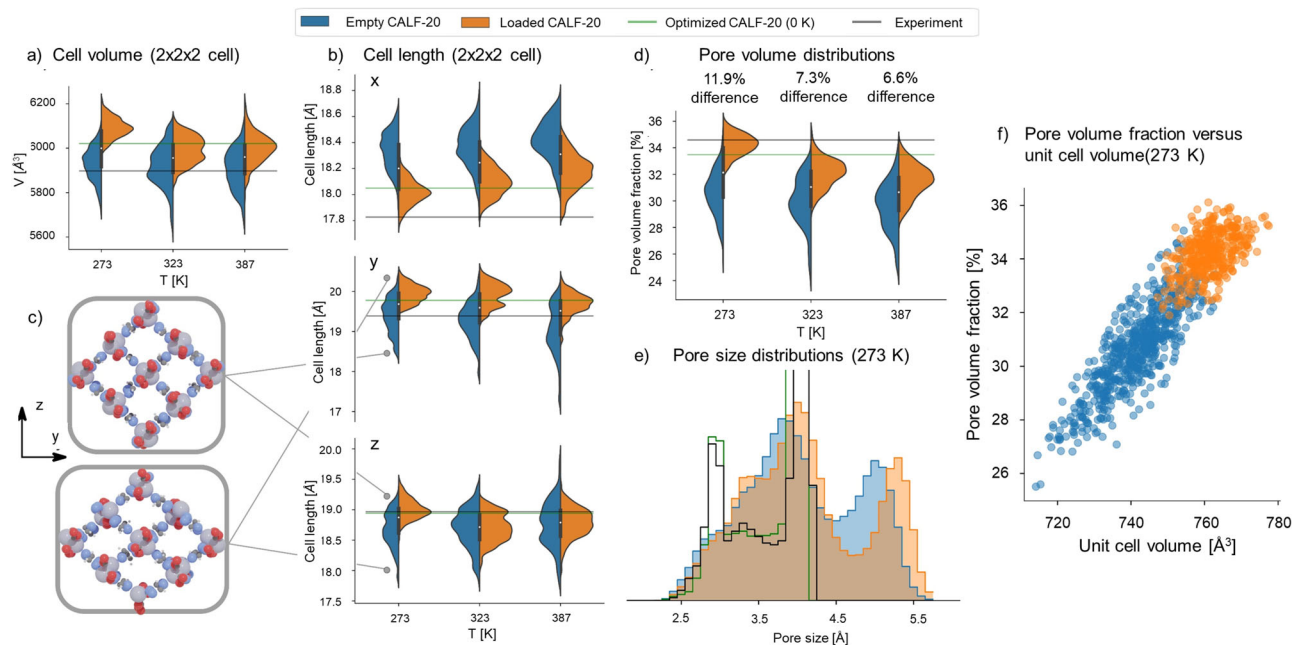 Empty CALF-20 Loaded CALF-20 Optimized CALF-20 (0 K) Experiment
a) Cell volume (2x2x2 cell)
6200
6000
5800
5600
V [Å³]
273 323 387
T [K]
b) Cell length (2x2x2 cell)
x
18.8
18.6
18.4
18.2
18.0
17.8
Cell length [Å]
y
20
19
18
17
Cell length [Å]
z
20.0
19.5
19.0
18.5
18.0
17.5
Cell length [Å]
273 323 387
T [K]
c)
z
y
d) Pore volume distributions
11.9% 7.3% 6.6%
difference difference difference
36
34
32
30
28
26
24
Pore volume fraction [%]
273 323 387
T [K]
e) Pore size distributions (273 K)
2.5 3.5 4.5 5.5
Pore size [Å]
f) Pore volume fraction versus
unit cell volume(273 K)
36
34
32
30
28
26
Pore volume fraction [%]
720 740 760 780
Unit cell volume [Å³]